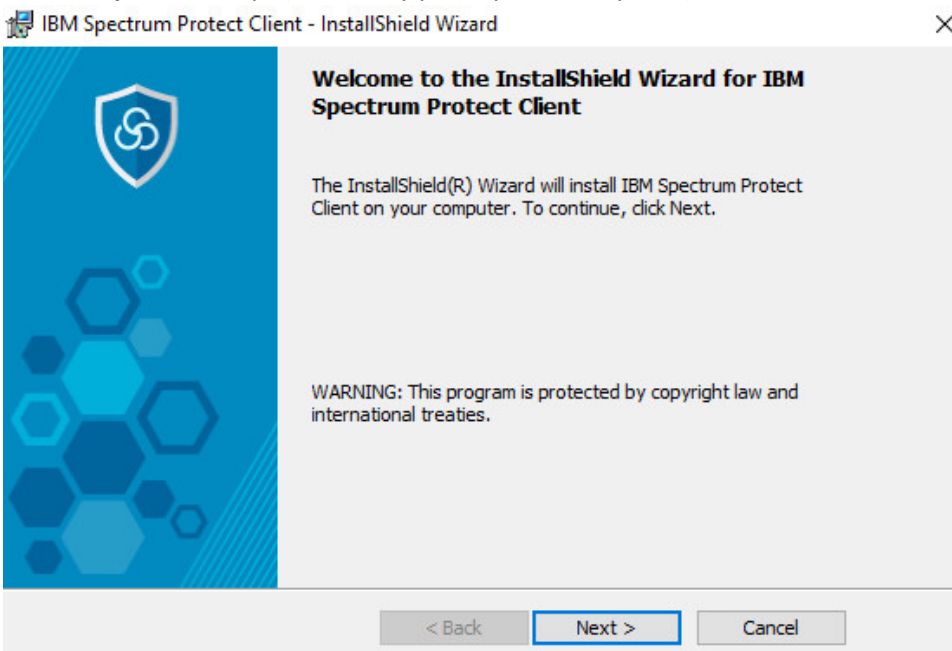 IBM Spectrum Protect Client - InstallShield Wizard
Welcome to the InstallShield Wizard for IBM
Spectrum Protect Client
The InstallShield(R) Wizard will install IBM Spectrum Protect
Client on your computer. To continue, click Next.
WARNING: This program is protected by copyright law and
international treaties.
< Back Next > Cancel